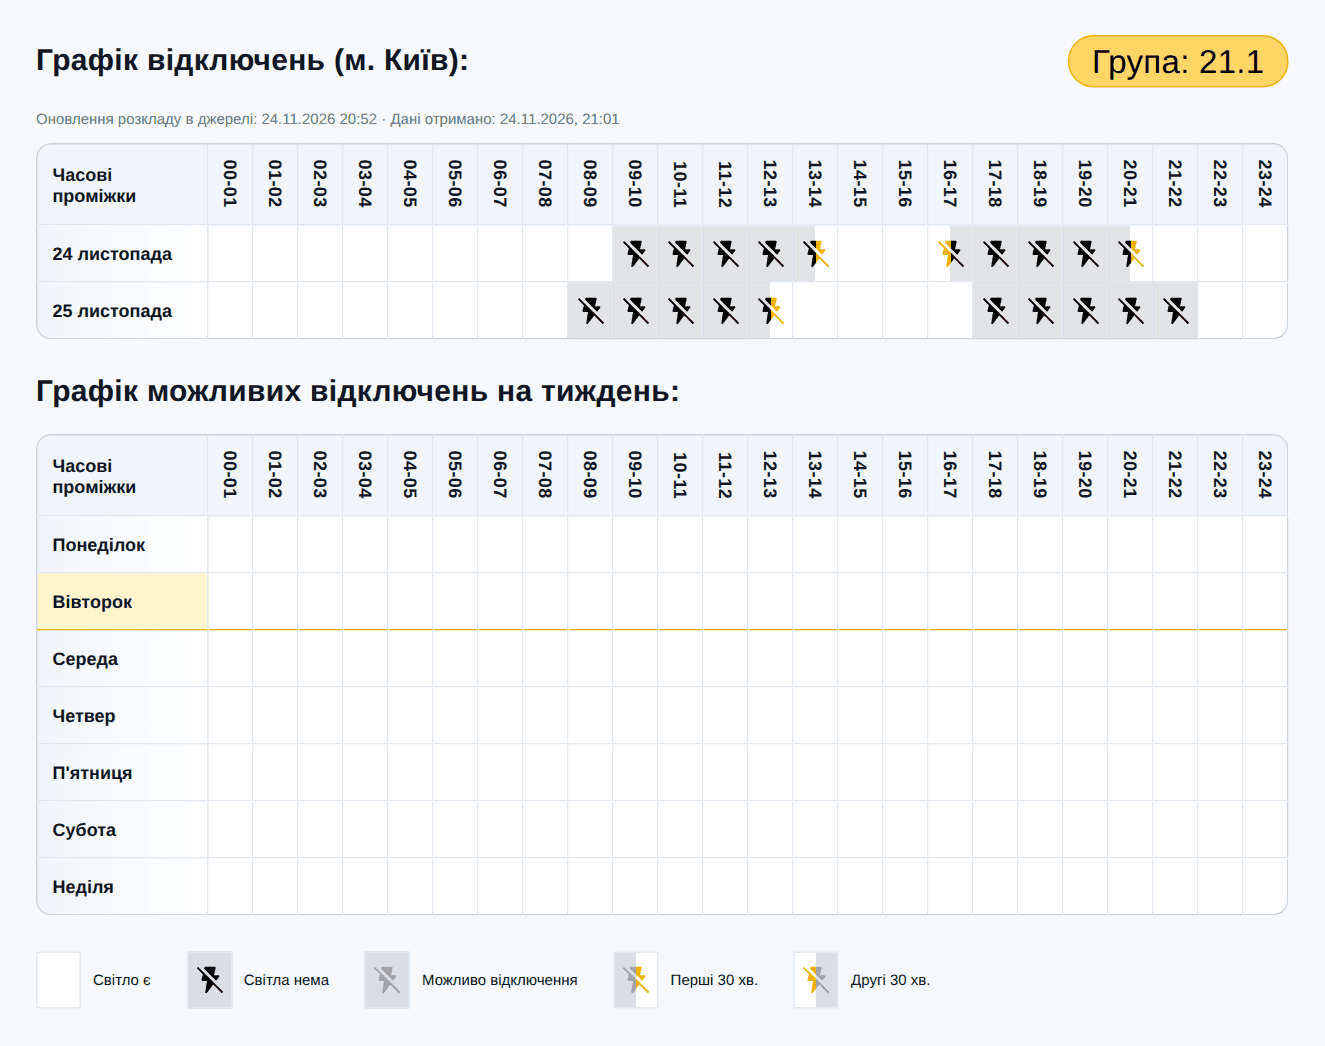 Графік відключень (м. Київ):
Група: 21.1
Оновлення розкладу в джерелі: 24.11.2026 20:52 · Дані отримано: 24.11.2026, 21:01
Часові
проміжки
00-01 01-02 02-03 03-04 04-05 05-06 06-07 07-08 08-09 09-10 10-11 11-12 12-13 13-14 14-15 15-16 16-17 17-18 18-19 19-20 20-21 21-22 22-23 23-24
24 листопада
25 листопада
Графік можливих відключень на тиждень:
Часові
проміжки
00-01 01-02 02-03 03-04 04-05 05-06 06-07 07-08 08-09 09-10 10-11 11-12 12-13 13-14 14-15 15-16 16-17 17-18 18-19 19-20 20-21 21-22 22-23 23-24
Понеділок
Вівторок
Середа
Четвер
П'ятниця
Субота
Неділя
Світло є
Світла нема
Можливо відключення
Перші 30 хв.
Другі 30 хв.